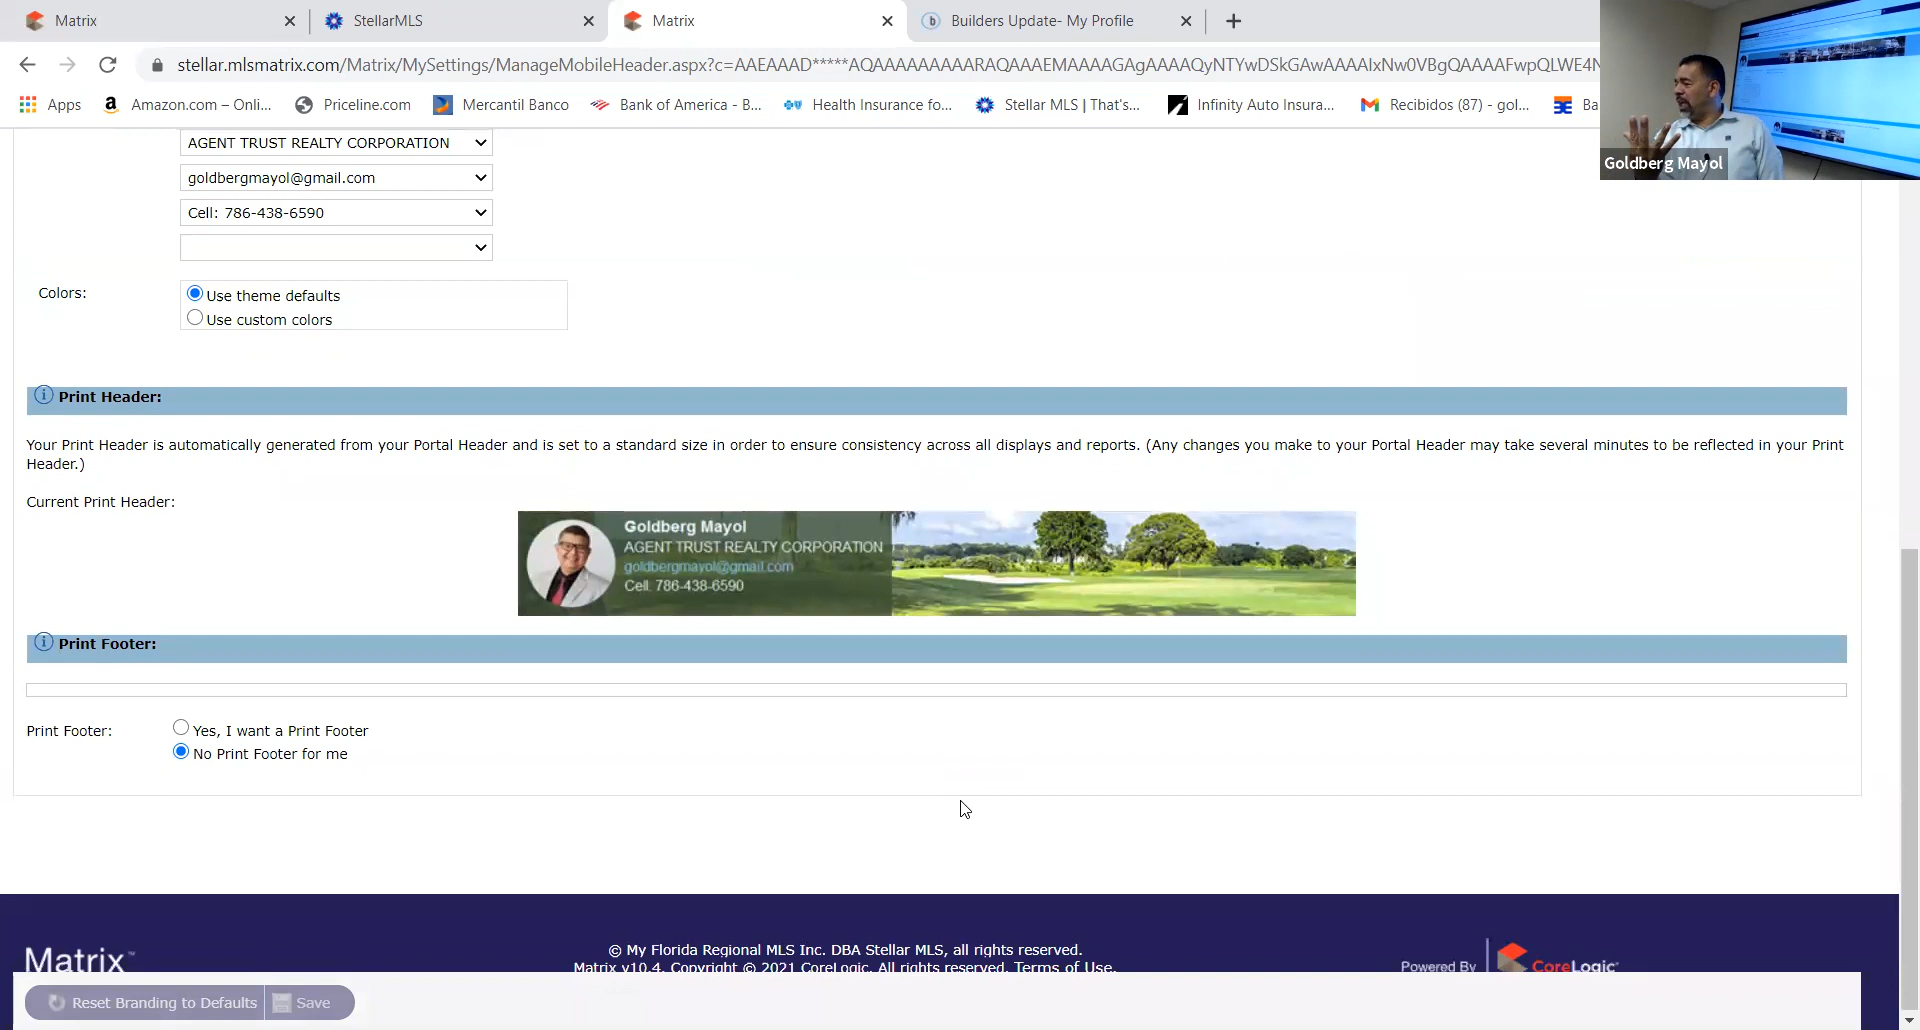 Matrix
StellarMLS
Matrix
Builders Update- My Profile
stellar.mlsmatrix.com/Matrix/MySettings/ManageMobileHeader.aspx?c=AAEAAAD*****AQAAAAAAAAARAQAAAEMAAAAGAgAAAAQyNTYwDSkGAwAAAAIxNw0VBgQAAAAFwpQLWE4N
Apps
Amazon.com – Onli...
Priceline.com
Mercantil Banco
Bank of America - B...
Health Insurance fo...
Stellar MLS | That's...
Infinity Auto Insura...
Recibidos (87) - gol...
Ba
Goldberg Mayol
AGENT TRUST REALTY CORPORATION
goldbergmayol@gmail.com
Cell: 786-438-6590
Colors:
Use theme defaults
Use custom colors
Print Header:
Your Print Header is automatically generated from your Portal Header and is set to a standard size in order to ensure consistency across all displays and reports. (Any changes you make to your Portal Header may take several minutes to be reflected in your Print
Header.)
Current Print Header:
Goldberg Mayol
AGENT TRUST REALTY CORPORATION
goldbergmayol@gmail.com
Cell: 786-438-6590
Print Footer:
Print Footer:
Yes, I want a Print Footer
No Print Footer for me
Matrix™
© My Florida Regional MLS Inc. DBA Stellar MLS, all rights reserved.
Matrix v10.4. Copyright © 2021 CoreLogic. All rights reserved. Terms of Use.
Powered By
CoreLogic
Reset Branding to Defaults
Save